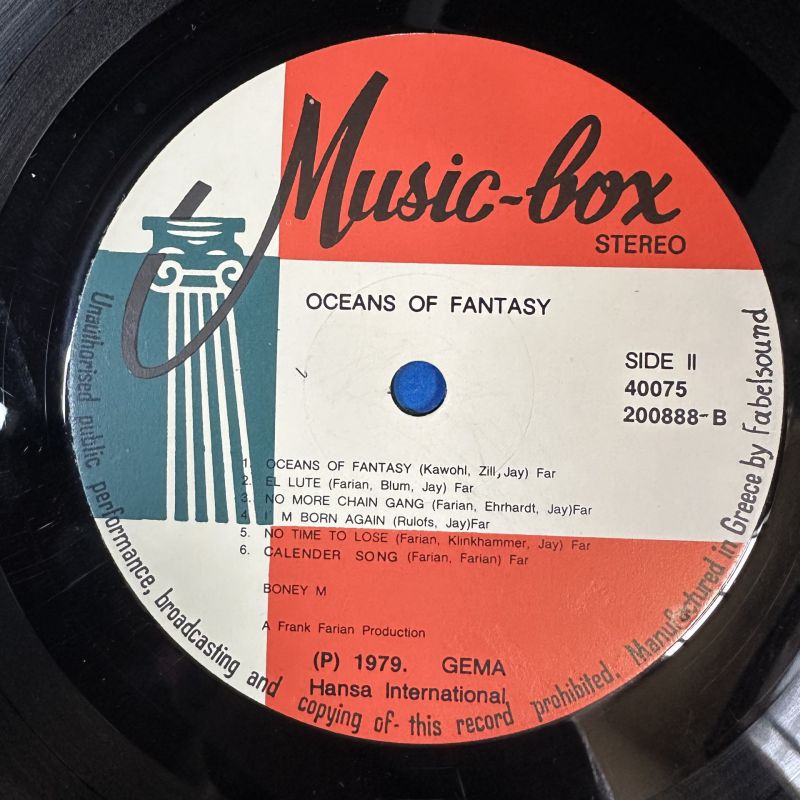 Music-box
STEREO
OCEANS OF FANTASY
SIDE II
40075
200888-B
1. OCEANS OF FANTASY (Kawohl, Zill, Jay) Far
2. EL LUTE (Farian, Blum, Jay) Far
3. NO MORE CHAIN GANG (Farian, Ehrhardt, Jay)Far
4. I' M BORN AGAIN (Rulofs, Jay)Far
5. NO TIME TO LOSE (Farian, Klinkhammer, Jay) Far
6. CALENDER SONG (Farian, Farian) Far
BONEY M
A Frank Farian Production
(P) 1979. GEMA
Hansa International
Unauthorised public performance, broadcasting and copying of- this record prohibited. Manufactured in Greece by Fabelsound